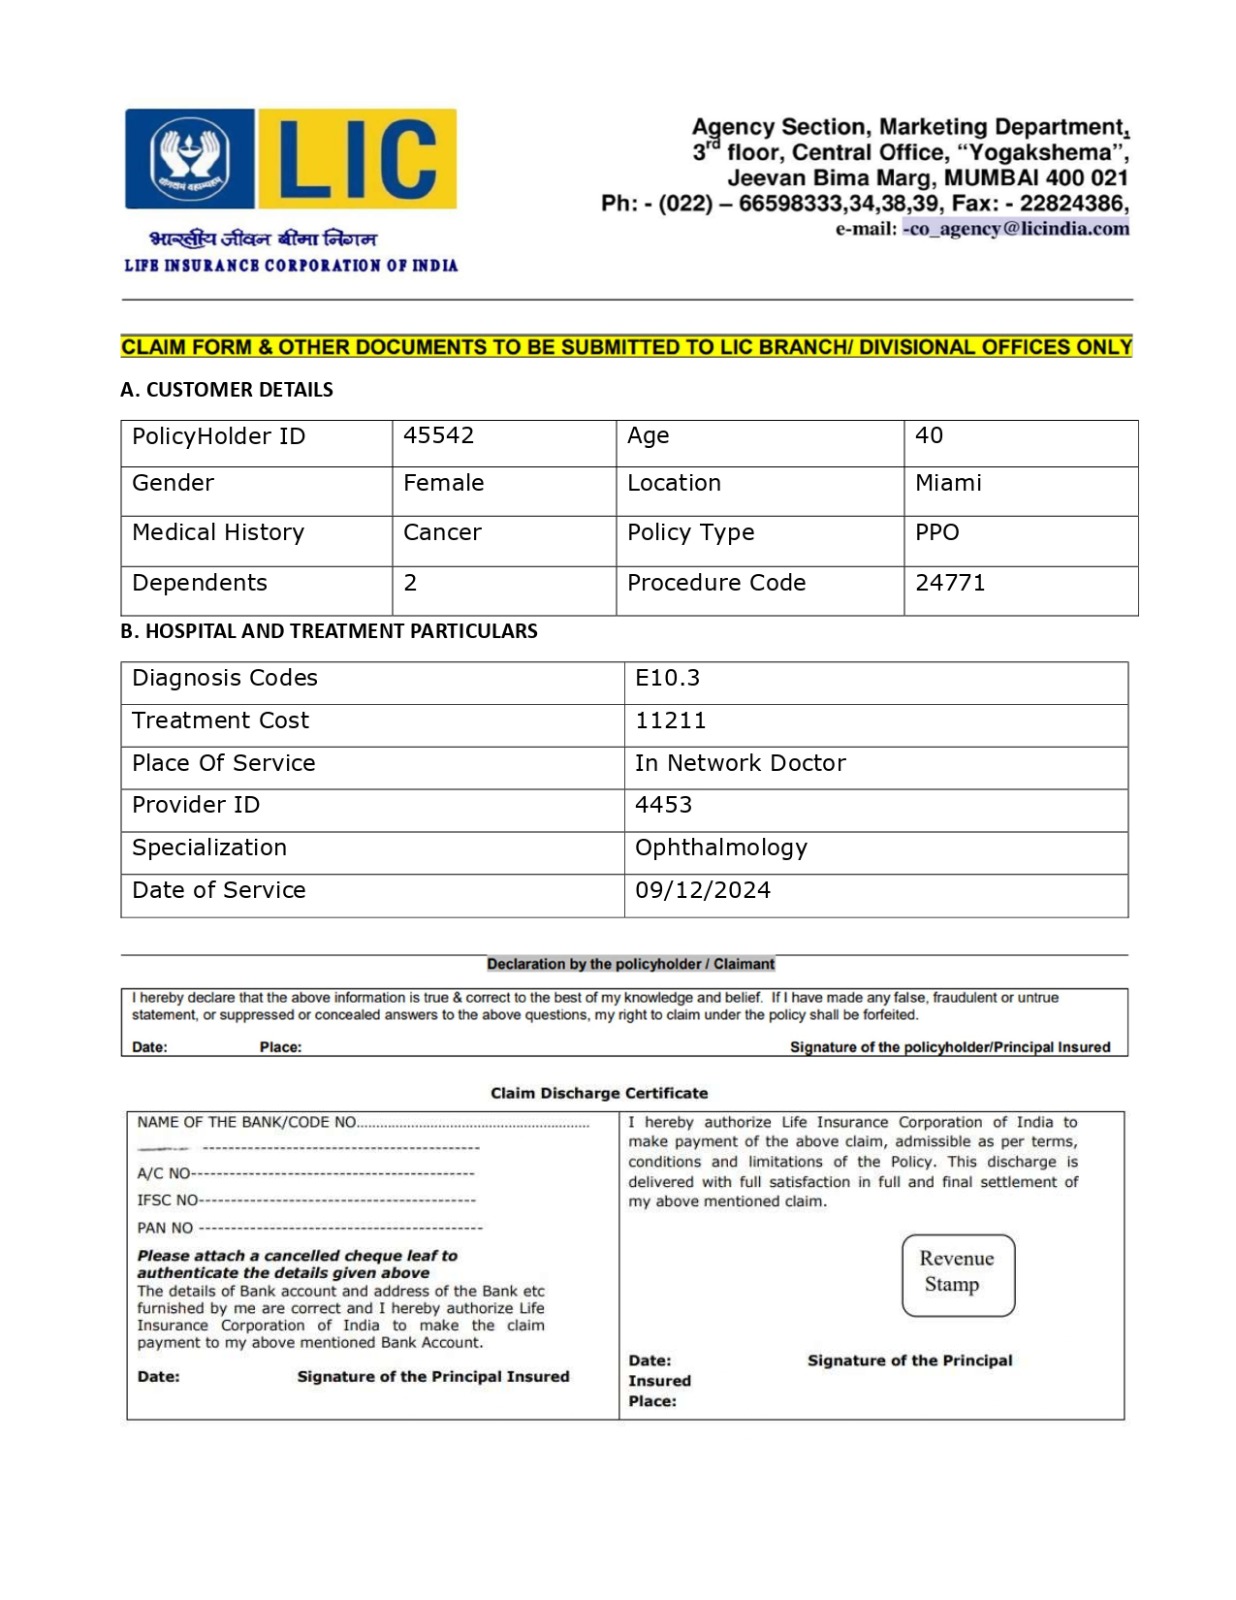 LIC
योगक्षेमं वहाम्यहम्
भारतीय जीवन बीमा निगम
LIFE INSURANCE CORPORATION OF INDIA
Agency Section, Marketing Department,
3rd floor, Central Office, “Yogakshema”,
Jeevan Bima Marg, MUMBAI 400 021
Ph: - (022) – 66598333,34,38,39, Fax: - 22824386,
e-mail: -co_agency@licindia.com
CLAIM FORM & OTHER DOCUMENTS TO BE SUBMITTED TO LIC BRANCH/ DIVISIONAL OFFICES ONLY
A. CUSTOMER DETAILS
PolicyHolder ID 45542 Age 40
Gender Female Location Miami
Medical History Cancer Policy Type PPO
Dependents 2 Procedure Code 24771
B. HOSPITAL AND TREATMENT PARTICULARS
Diagnosis Codes E10.3
Treatment Cost 11211
Place Of Service In Network Doctor
Provider ID 4453
Specialization Ophthalmology
Date of Service 09/12/2024
Declaration by the policyholder / Claimant
I hereby declare that the above information is true & correct to the best of my knowledge and belief. If I have made any false, fraudulent or untrue
statement, or suppressed or concealed answers to the above questions, my right to claim under the policy shall be forfeited.
Date: Place: Signature of the policyholder/Principal Insured
Claim Discharge Certificate
NAME OF THE BANK/CODE NO...........................................................
--------------------------------------------
A/C NO--------------------------------------------
IFSC NO-------------------------------------------
PAN NO --------------------------------------------
Please attach a cancelled cheque leaf to
authenticate the details given above
The details of Bank account and address of the Bank etc
furnished by me are correct and I hereby authorize Life
Insurance Corporation of India to make the claim
payment to my above mentioned Bank Account.
Date: Signature of the Principal Insured
I hereby authorize Life Insurance Corporation of India to
make payment of the above claim, admissible as per terms,
conditions and limitations of the Policy. This discharge is
delivered with full satisfaction in full and final settlement of
my above mentioned claim.
Revenue
Stamp
Date: Signature of the Principal
Insured
Place: